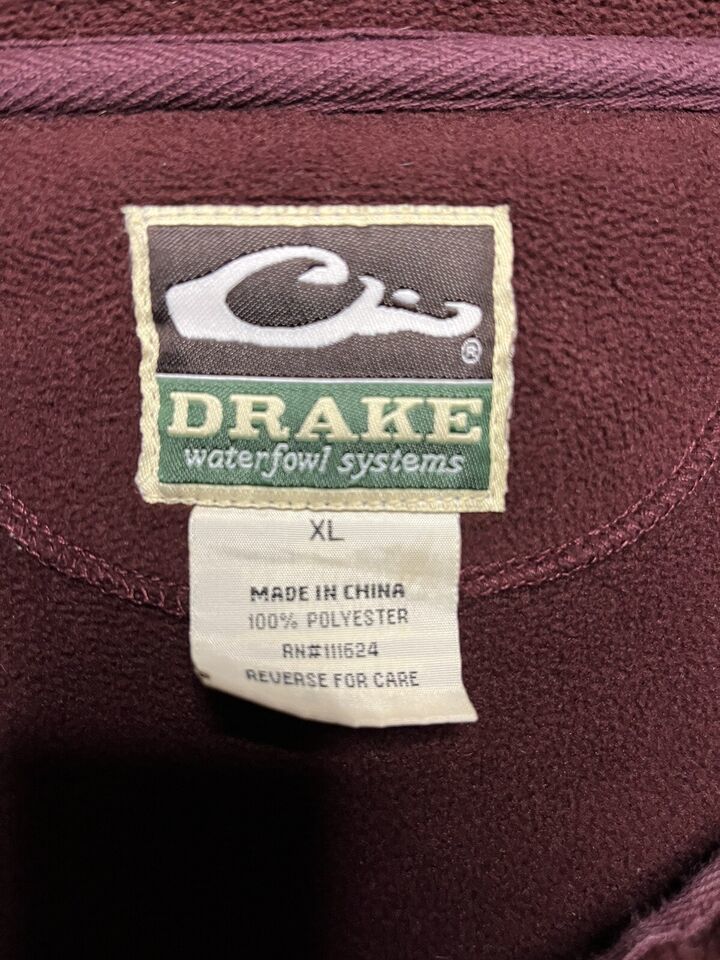 ®
DRAKE
waterfowl systems
XL
MADE IN CHINA
100% POLYESTER
RN#111624
REVERSE FOR CARE